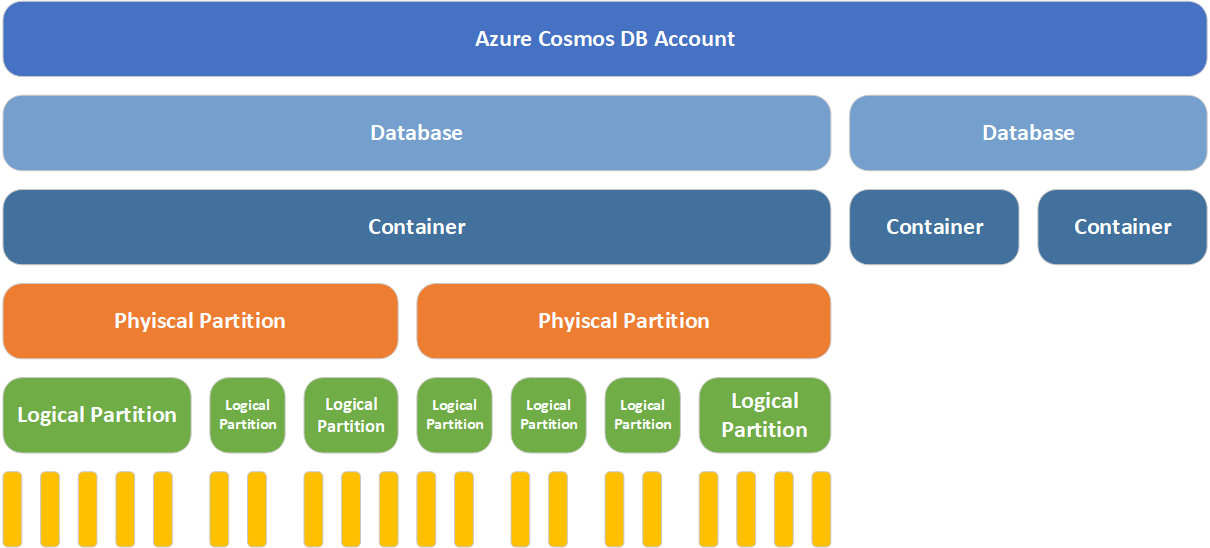 Azure Cosmos DB Account
Database
Database
Container
Container
Container
Phyiscal Partition
Phyiscal Partition
Logical Partition
Logical
Partition
Logical
Partition
Logical
Partition
Logical
Partition
Logical
Partition
Logical
Partition